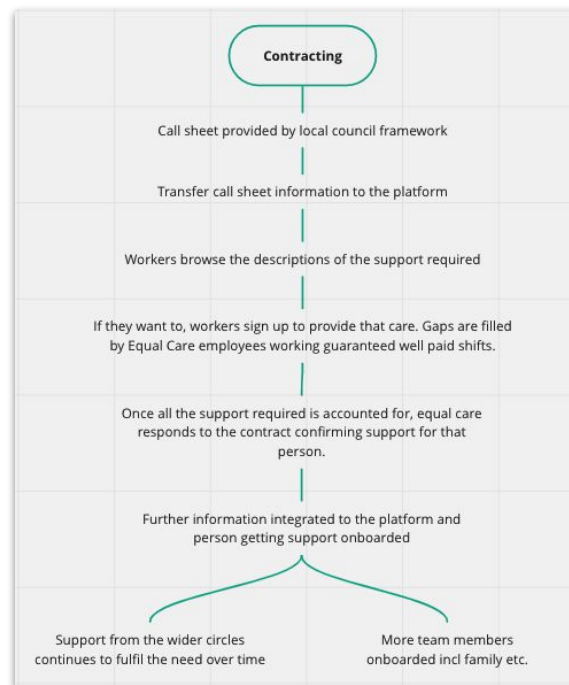 Contracting
Call sheet provided by local council framework
Transfer call sheet information to the platform
Workers browse the descriptions of the support required
If they want to, workers sign up to provide that care. Gaps are filled
by Equal Care employees working guaranteed well paid shifts.
Once all the support required is accounted for, equal care
responds to the contract confirming support for that
person.
Further information integrated to the platform and
person getting support onboarded
Support from the wider circles
continues to fulfil the need over time
More team members
onboarded incl family etc.